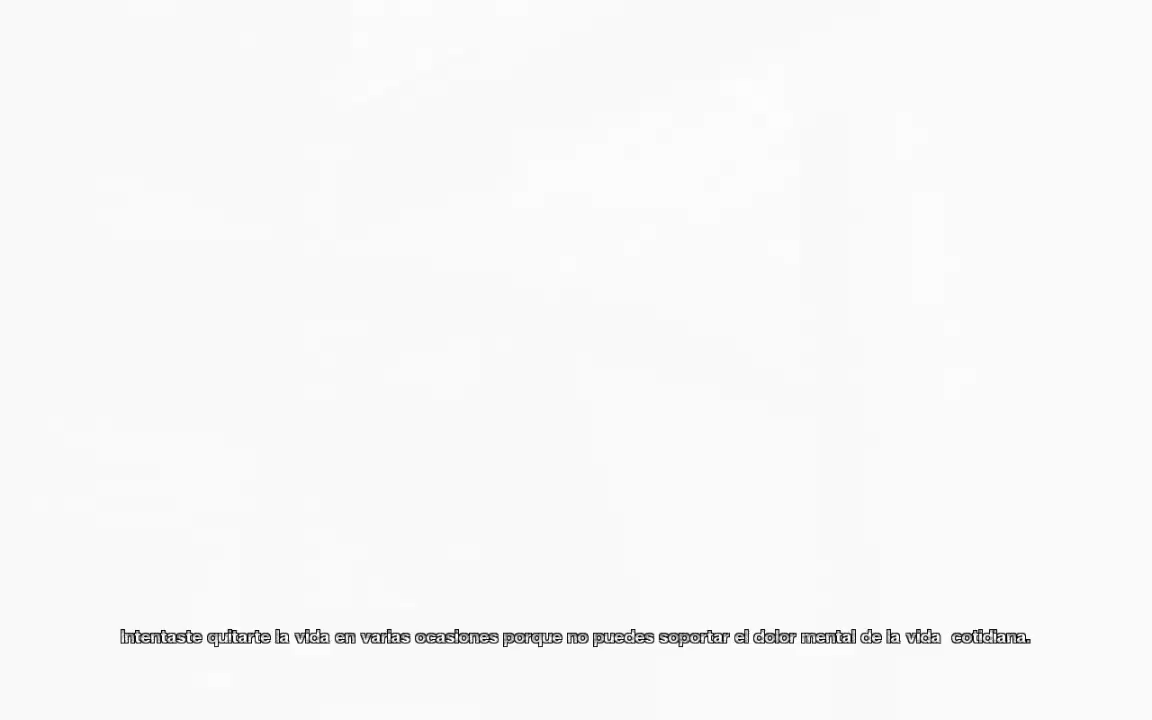 Intentaste quitarte la vida en varias ocasiones porque no puedes soportar el dolor mental de la vida  cotidiana.